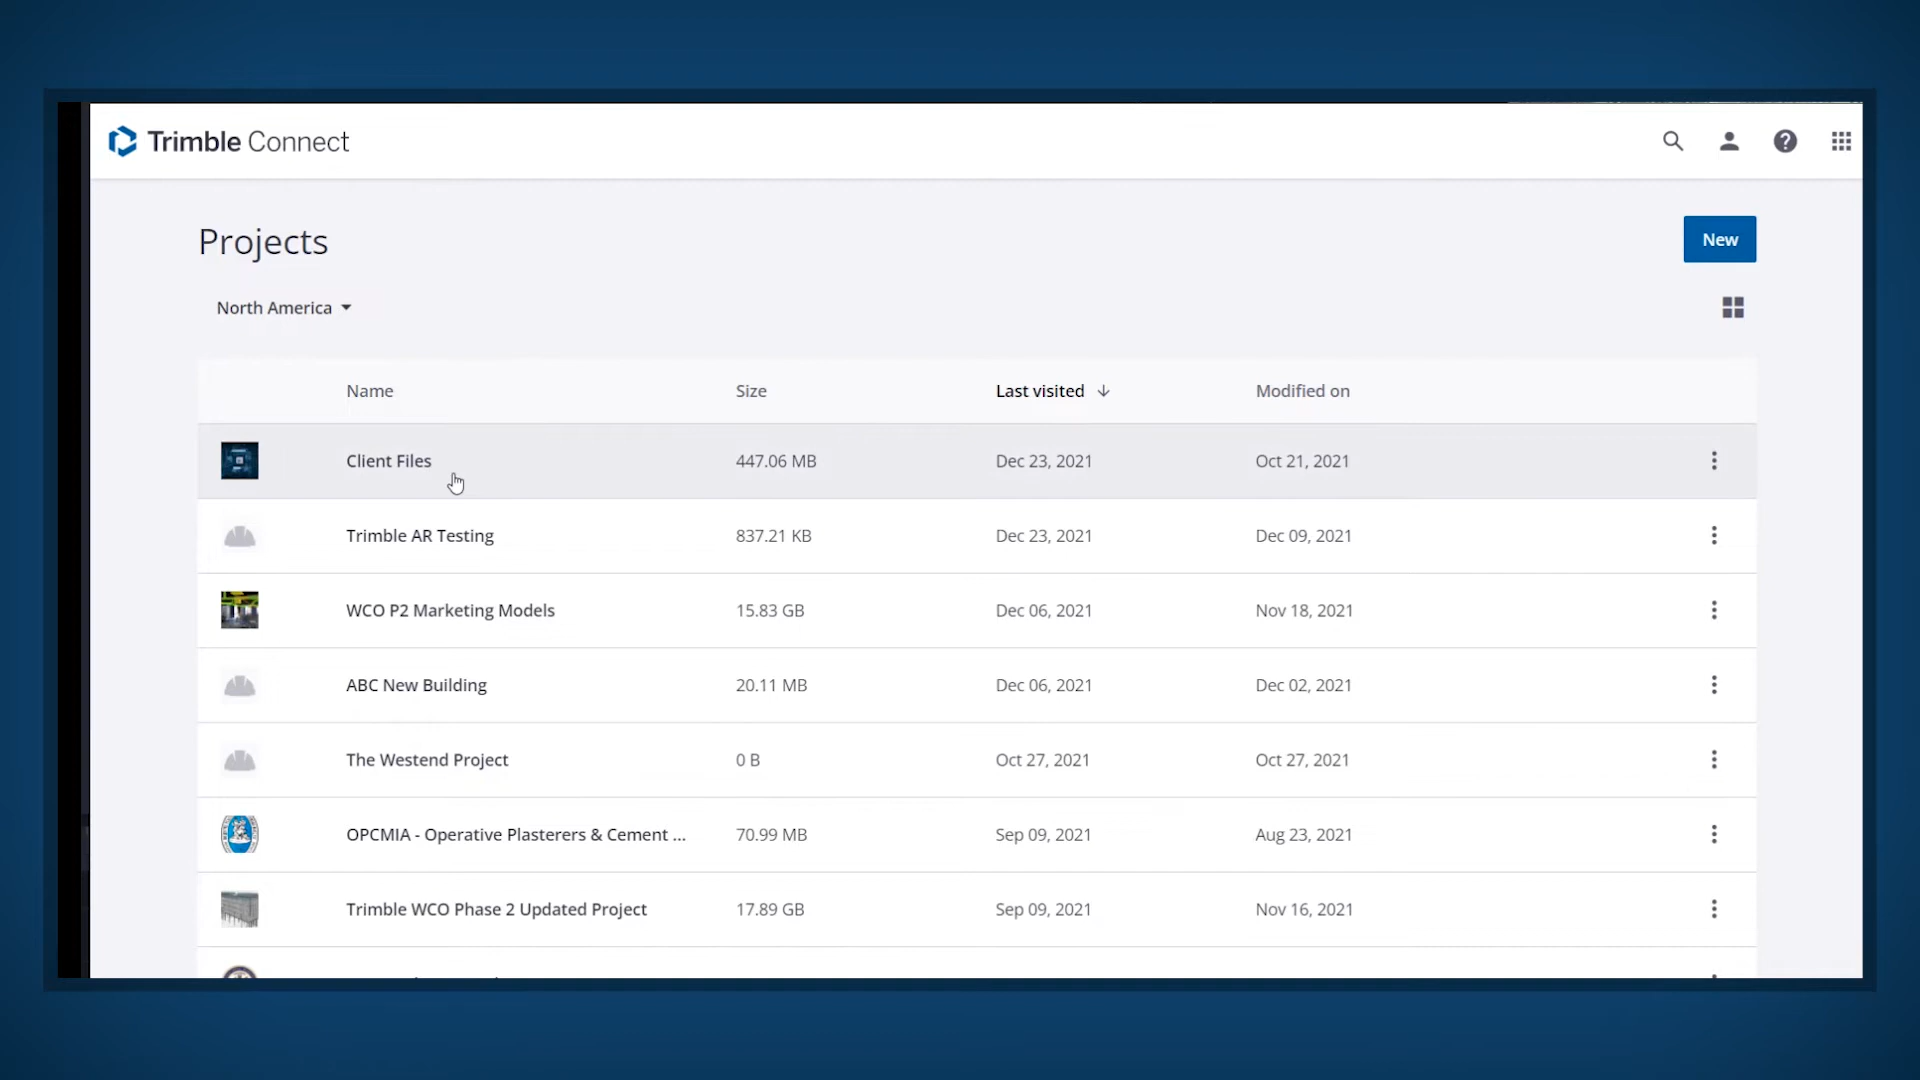 Trimble Connect
Projects
New
North America
Name Size Last visited Modified on
Client Files 447.06 MB Dec 23, 2021 Oct 21, 2021
Trimble AR Testing 837.21 KB Dec 23, 2021 Dec 09, 2021
WCO P2 Marketing Models 15.83 GB Dec 06, 2021 Nov 18, 2021
ABC New Building 20.11 MB Dec 06, 2021 Dec 02, 2021
The Westend Project 0 B Oct 27, 2021 Oct 27, 2021
OPCMIA - Operative Plasterers & Cement ... 70.99 MB Sep 09, 2021 Aug 23, 2021
Trimble WCO Phase 2 Updated Project 17.89 GB Sep 09, 2021 Nov 16, 2021